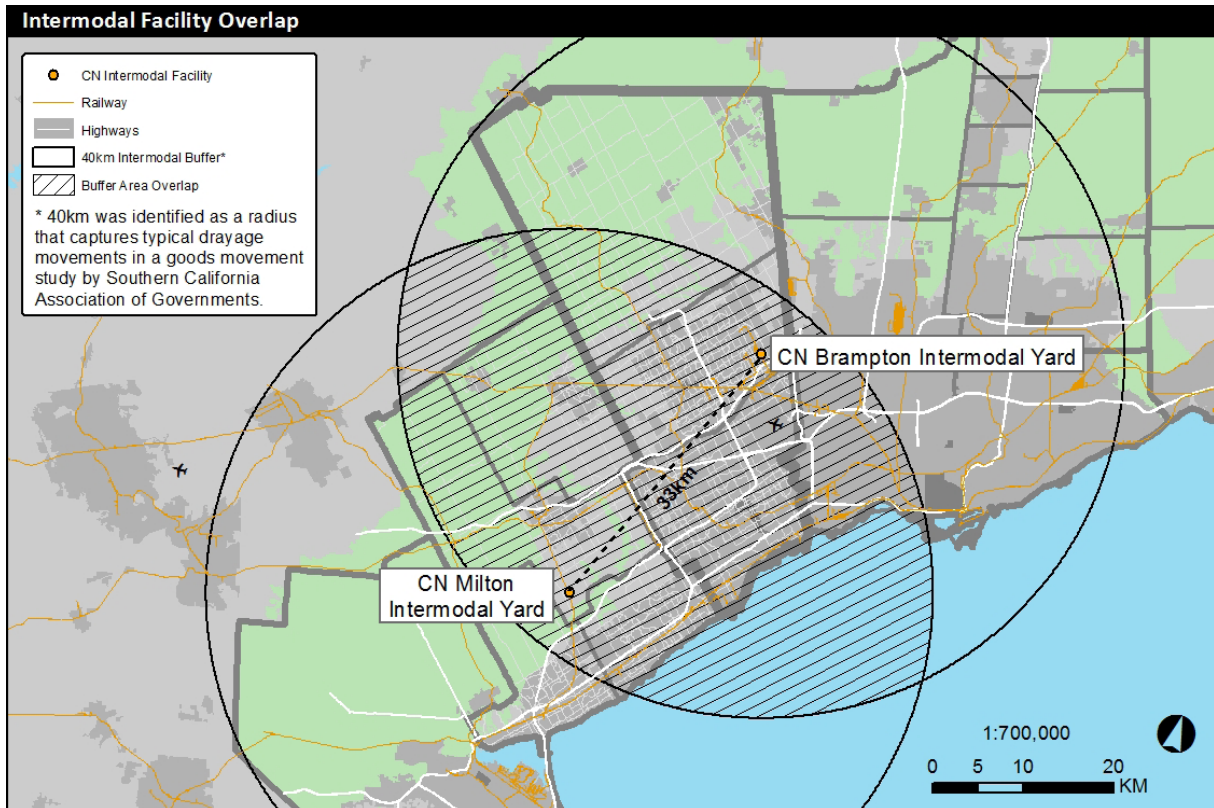 Intermodal Facility Overlap
CN Intermodal Facility
Railway
Highways
40km Intermodal Buffer*
Buffer Area Overlap
* 40km was identified as a radius
that captures typical drayage
movements in a goods movement
study by Southern California
Association of Governments.
CN Brampton Intermodal Yard
33km
CN Milton
Intermodal Yard
1:700,000
0 5 10 20
KM